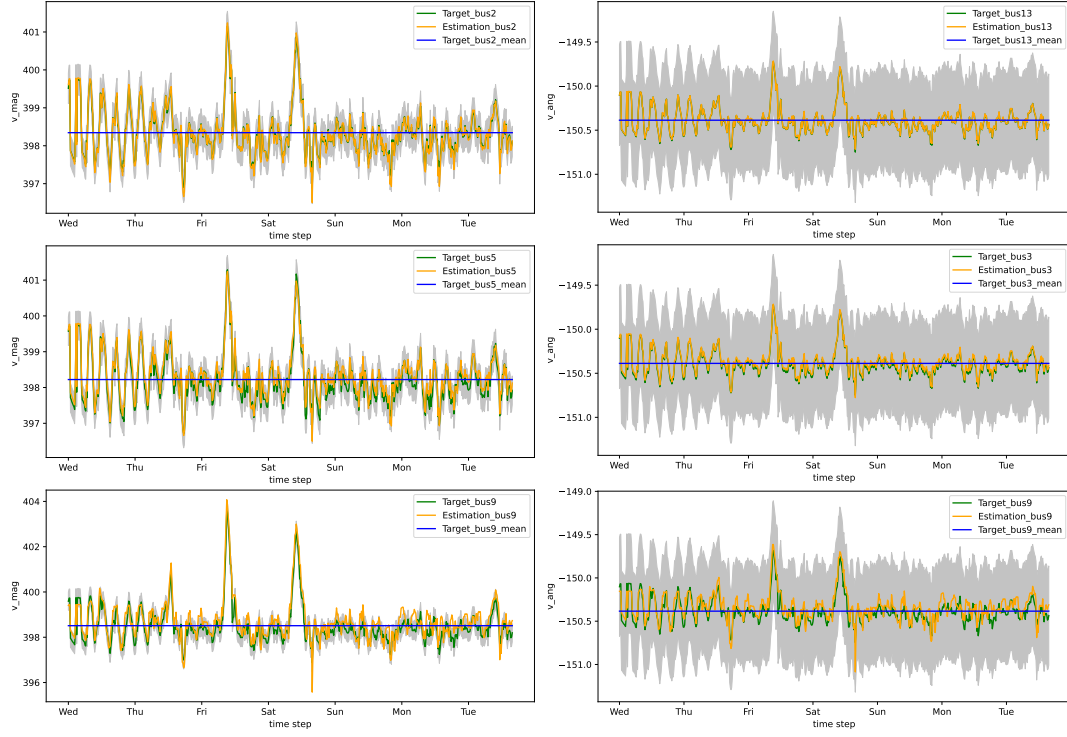 Target_bus2
Estimation_bus2
Target_bus2_mean
v_mag
401
400
399
398
397
Wed Thu Fri Sat Sun Mon Tue
time step
Target_bus13
Estimation_bus13
Target_bus13_mean
v_ang
−149.5
−150.0
−150.5
−151.0
Wed Thu Fri Sat Sun Mon Tue
time step
Target_bus5
Estimation_bus5
Target_bus5_mean
v_mag
401
400
399
398
397
Wed Thu Fri Sat Sun Mon Tue
time step
Target_bus3
Estimation_bus3
Target_bus3_mean
v_ang
−149.5
−150.0
−150.5
−151.0
Wed Thu Fri Sat Sun Mon Tue
time step
Target_bus9
Estimation_bus9
Target_bus9_mean
v_mag
404
402
400
398
396
Wed Thu Fri Sat Sun Mon Tue
time step
Target_bus9
Estimation_bus9
Target_bus9_mean
v_ang
−149.0
−149.5
−150.0
−150.5
−151.0
Wed Thu Fri Sat Sun Mon Tue
time step